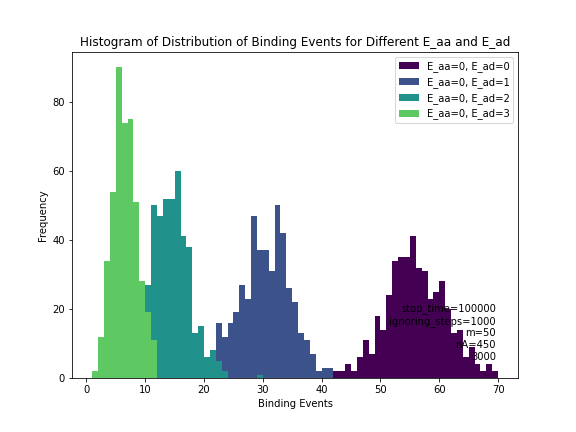 Histogram of Distribution of Binding Events for Different E_aa and E_ad
E_aa=0, E_ad=0
E_aa=0, E_ad=1
E_aa=0, E_ad=2
E_aa=0, E_ad=3
Frequency
80
60
40
20
0
stop_time=100000
ignoring_steps=1000
m=50
nA=450
3000
0 10 20 30 40 50 60 70
Binding Events